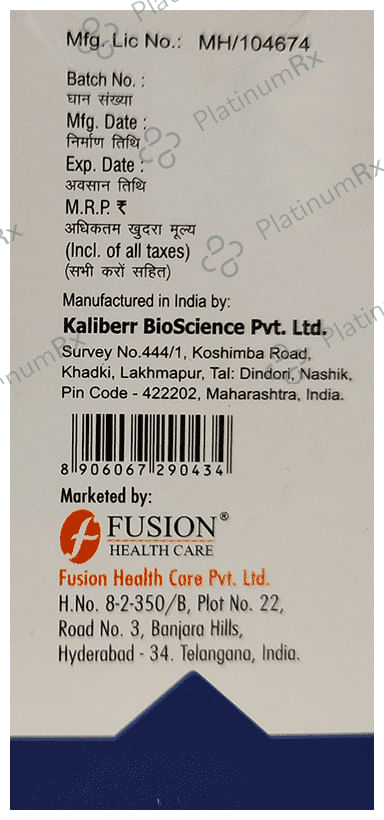 Mfg. Lic No.: MH/104674
Batch No. :
घान संख्या
Mfg. Date :
निर्माण तिथि
Exp. Date :
अवसान तिथि
M.R.P. ₹
अधिकतम खुदरा मूल्य
(Incl. of all taxes)
(सभी करों सहित)
Manufactured in India by:
Kaliberr BioScience Pvt. Ltd.
Survey No.444/1, Koshimba Road,
Khadki, Lakhmapur, Tal: Dindori, Nashik,
Pin Code - 422202, Maharashtra, India.
8 906067 290434
Marketed by:
FUSION®
HEALTH CARE
Fusion Health Care Pvt. Ltd.
H.No. 8-2-350/B, Plot No. 22,
Road No. 3, Banjara Hills,
Hyderabad - 34. Telangana, India.
PlatinumRx
PlatinumRx
PlatinumRx